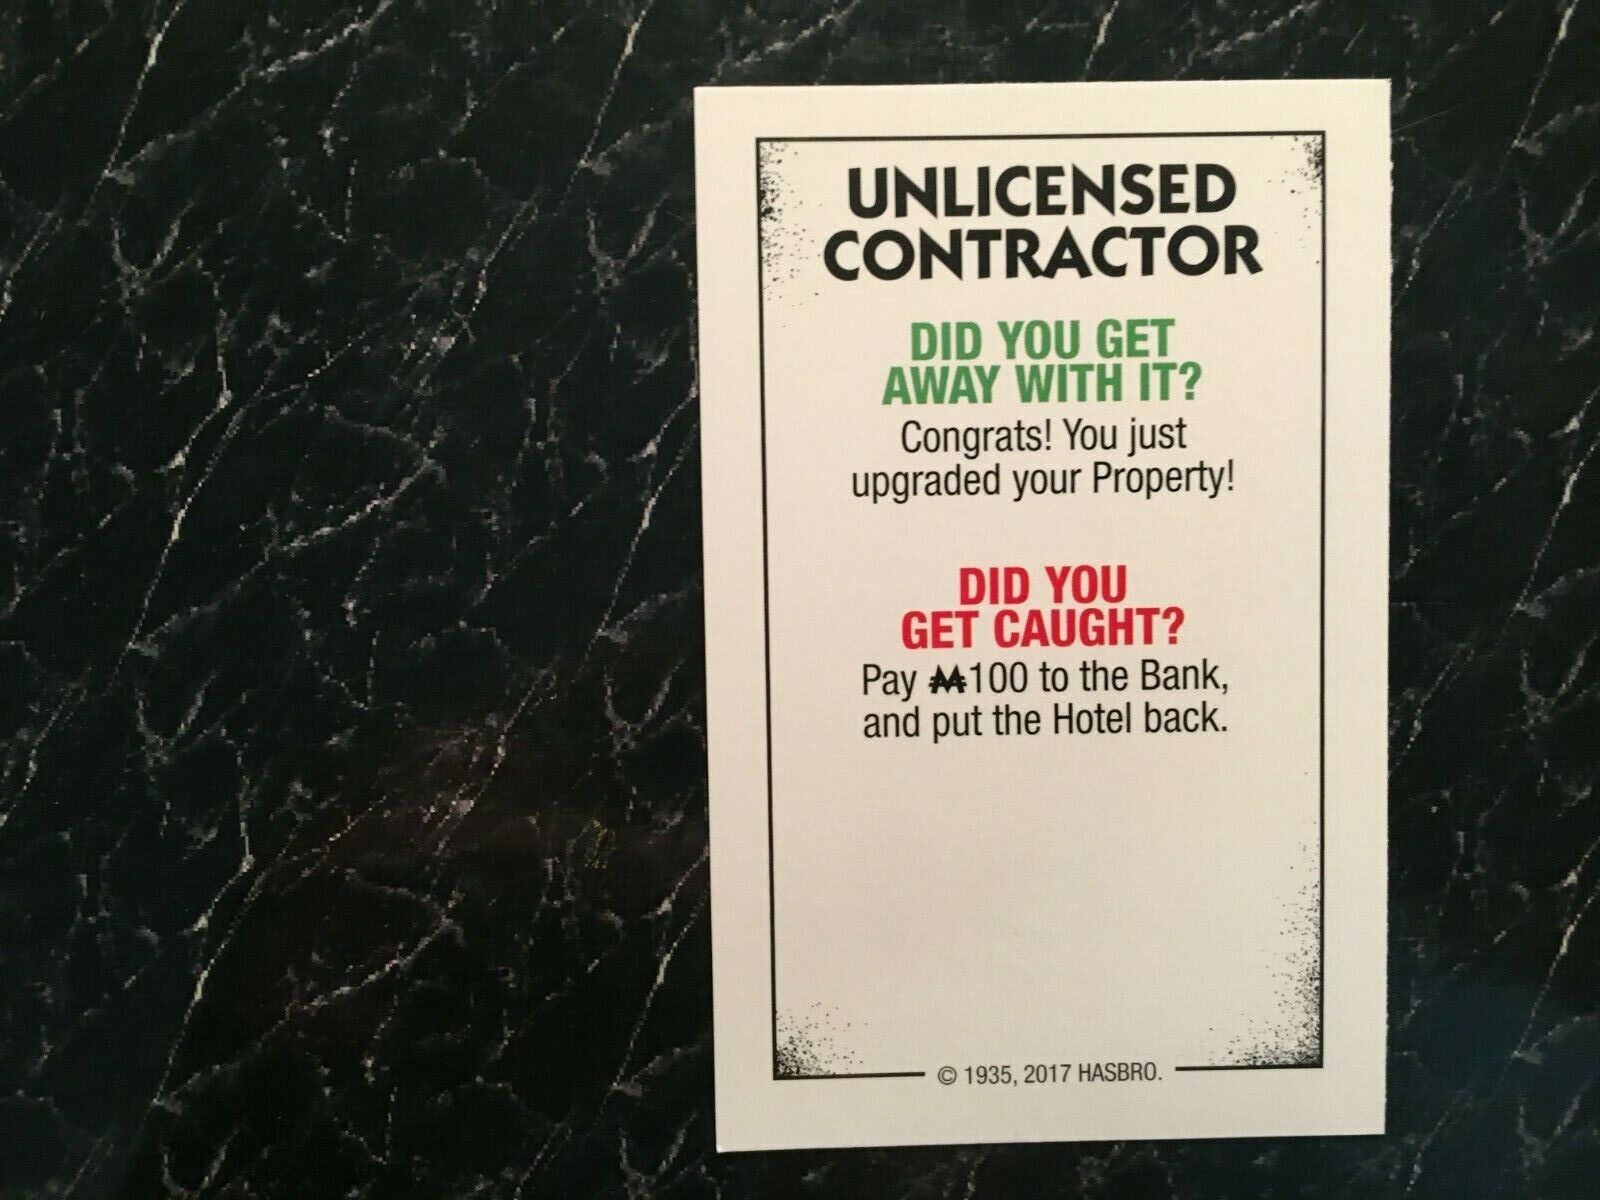 UNLICENSED
CONTRACTOR
DID YOU GET
AWAY WITH IT?
Congrats! You just
upgraded your Property!
DID YOU
GET CAUGHT?
Pay M100 to the Bank,
and put the Hotel back.
© 1935, 2017 HASBRO.